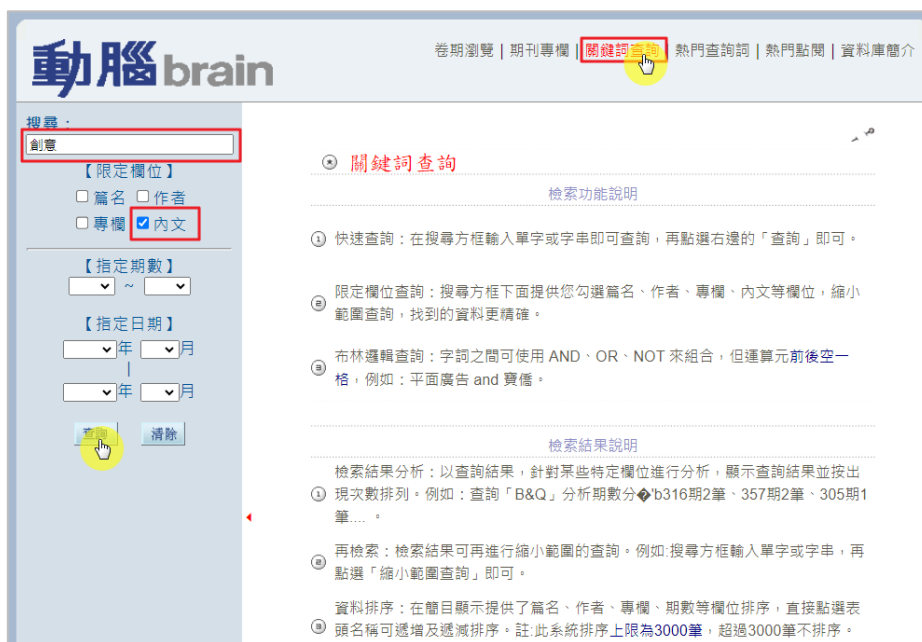 動腦brain
卷期瀏覽 | 期刊專欄 | 關鍵詞查詢 | 熱門查詢詞 | 熱門點閱 | 資料庫簡介
搜尋：
創意
【限定欄位】
篇名 作者
專欄 內文
【指定期數】
~
【指定日期】
年 月
|
年 月
查詢 清除
關鍵詞查詢
檢索功能說明
1 快速查詢：在搜尋方框輸入單字或字串即可查詢，再點選右邊的「查詢」即可。
2 限定欄位查詢：搜尋方框下面提供您勾選篇名、作者、專欄、內文等欄位，縮小
範圍查詢，找到的資料更精確。
3 布林邏輯查詢：字詞之間可使用 AND、OR、NOT 來組合，但運算元前後空一
格，例如：平面廣告 and 寶僑。
檢索結果說明
檢索結果分析：以查詢結果，針對某些特定欄位進行分析，顯示查詢結果並按出
1 現次數排列。例如：查詢「B&Q」分析期數分�'b316期2筆、357期2筆、305期1
筆.... 。
2 再檢索：檢索結果可再進行縮小範圍的查詢。例如:搜尋方框輸入單字或字串，再
點選「縮小範圍查詢」即可。
資料排序：在簡目顯示提供了篇名、作者、專欄、期數等欄位排序，直接點選表
3 頭名稱可遞增及遞減排序。註:此系統排序上限為3000筆，超過3000筆不排序。